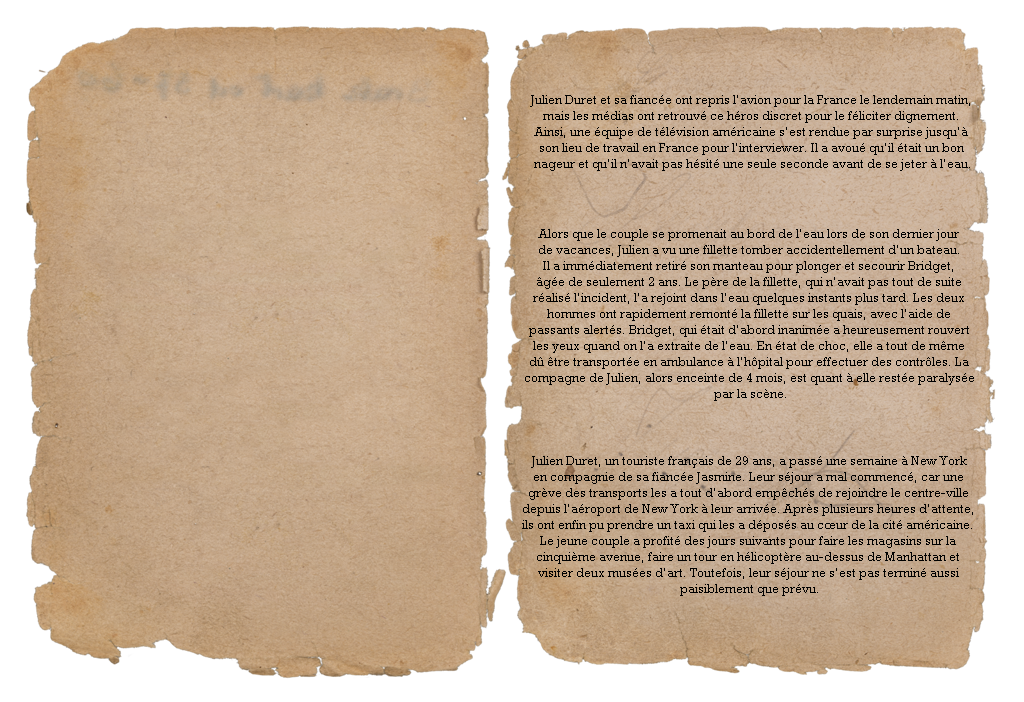 Julien Duret et sa fiancée ont repris l'avion pour la France le lendemain matin,
mais les médias ont retrouvé ce héros discret pour le féliciter dignement.
Ainsi, une équipe de télévision américaine s'est rendue par surprise jusqu'à
son lieu de travail en France pour l'interviewer. Il a avoué qu'il était un bon
nageur et qu'il n'avait pas hésité une seule seconde avant de se jeter à l'eau.
Alors que le couple se promenait au bord de l'eau lors de son dernier jour
de vacances, Julien a vu une fillette tomber accidentellement d'un bateau.
Il a immédiatement retiré son manteau pour plonger et secourir Bridget,
âgée de seulement 2 ans. Le père de la fillette, qui n'avait pas tout de suite
réalisé l'incident, l'a rejoint dans l'eau quelques instants plus tard. Les deux
hommes ont rapidement remonté la fillette sur les quais, avec l'aide de
passants alertés. Bridget, qui était d'abord inanimée a heureusement rouvert
les yeux quand on l'a extraite de l'eau. En état de choc, elle a tout de même
dû être transportée en ambulance à l'hôpital pour effectuer des contrôles. La
compagne de Julien, alors enceinte de 4 mois, est quant à elle restée paralysée
par la scène.
Julien Duret, un touriste français de 29 ans, a passé une semaine à New York
en compagnie de sa fiancée Jasmine. Leur séjour a mal commencé, car une
grève des transports les a tout d'abord empêchés de rejoindre le centre-ville
depuis l'aéroport de New York à leur arrivée. Après plusieurs heures d'attente,
ils ont enfin pu prendre un taxi qui les a déposés au cœur de la cité américaine.
Le jeune couple a profité des jours suivants pour faire les magasins sur la
cinquième avenue, faire un tour en hélicoptère au-dessus de Manhattan et
visiter deux musées d'art. Toutefois, leur séjour ne s'est pas terminé aussi
paisiblement que prévu.